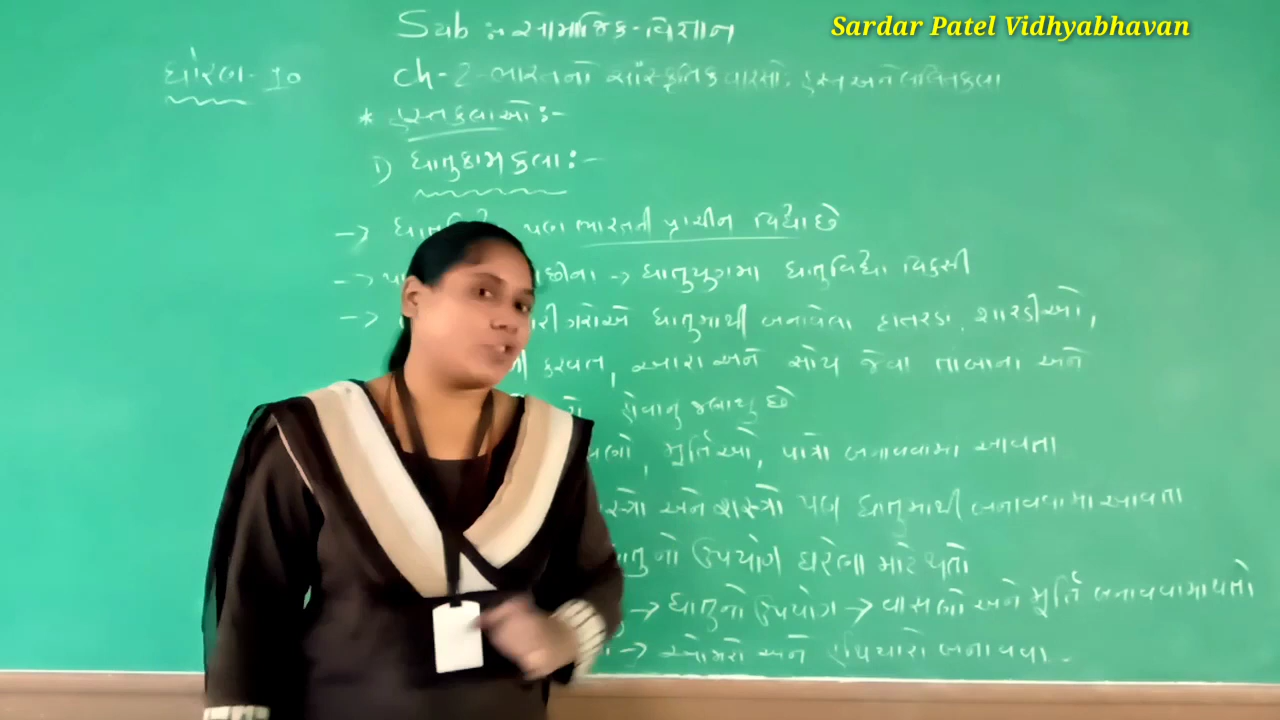 Sardar Patel Vidhyabhavan
Sub :- સામાજિક-વિજ્ઞાન
ધોરણ - 10
ch-2-ભારતનો સાંસ્કૃતિક વારસો: હસ્ત અને લલિતકલા
* હસ્તકલાઓ :-
1) ધાતુકામકલા :-
→ પણ ભારતની પ્રાચીન વિદ્યા છે
→ → ધાતુયુગમાં ધાતુવિદ્યા વિકસી
→ ધાતુમાથી બનાવેલા દાતરડા, શારડીઓ,
કરવત, આરા અને સોય જેવા તાંબાના અને
હોવાનુ જણાયુ છે
, મૂર્તિઓ, પાત્રો બનાવવામા આવતા
અને શસ્ત્રો પણ ધાતુમાથી બનાવવામા આવતા
નો ઉપયોગ ઘરેણા માટે થતો
→ ધાતુનો ઉપયોગ → વાસણો અને મૂર્તિ બનાવવામા થતો
→ ઓજારો અને હથિયારો બનાવવા.